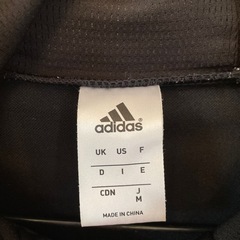 adidas
UK US F
D I E
CDN J
M
MADE IN CHINA